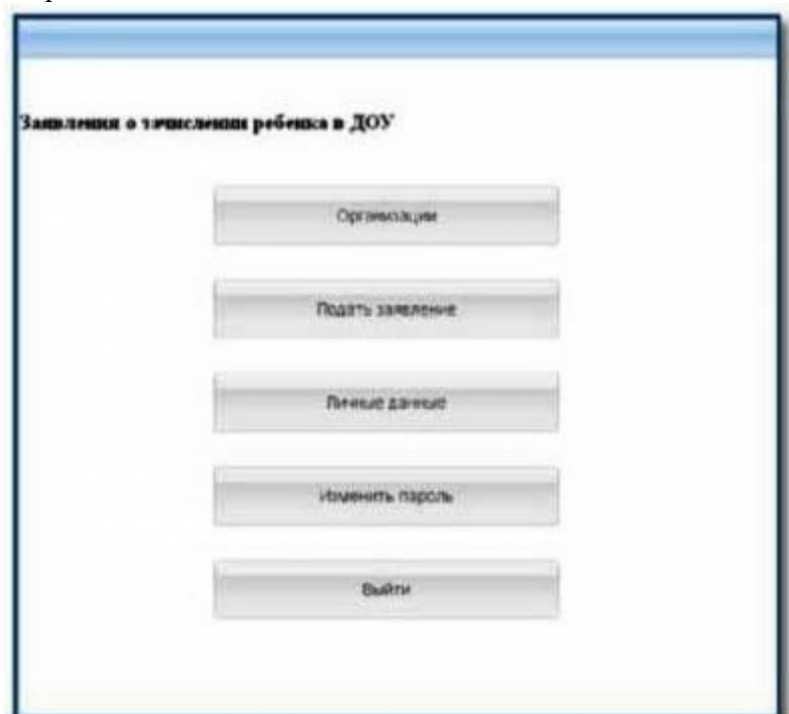 Заявления о зачислении ребенка в ДОУ
Организации
Подать заявление
Личные данные
Изменить пароль
Выйти